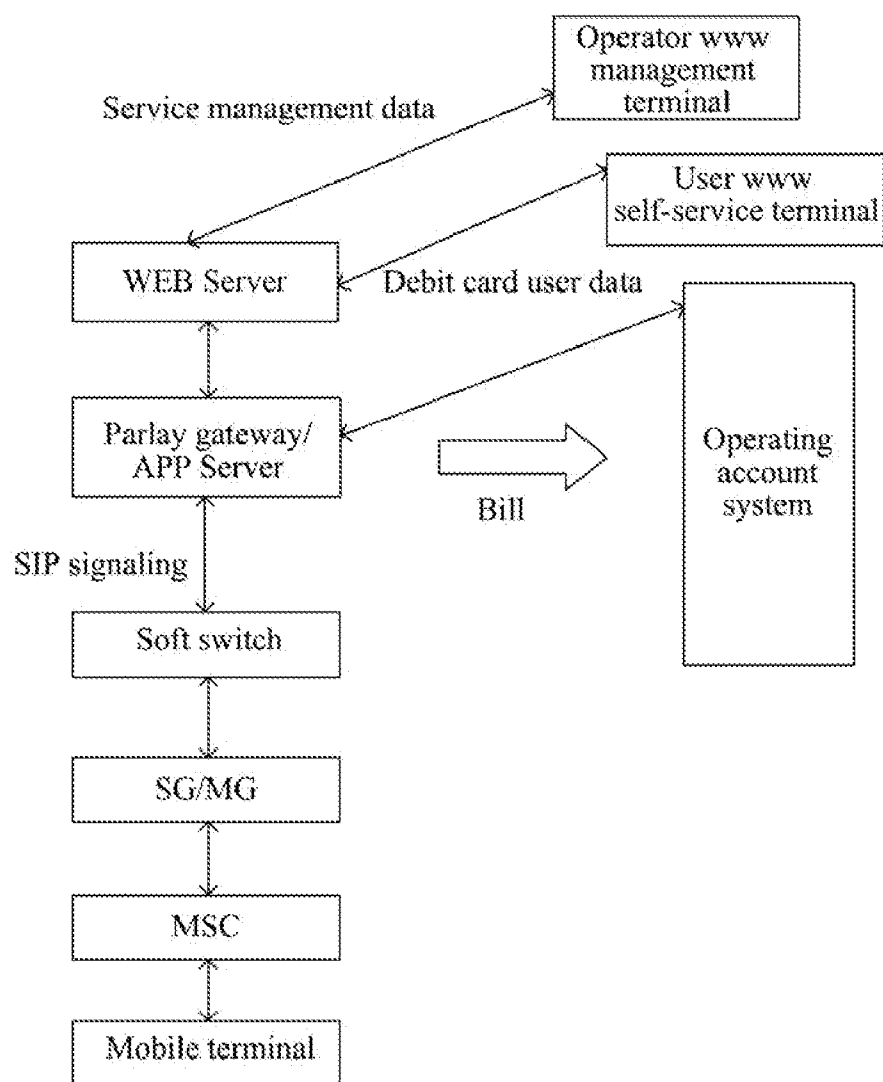 Operator www
management
terminal
Service management data
User www
self-service terminal
WEB Server
Debit card user data
Parlay gateway/
APP Server
Operating
account
system
Bill
SIP signaling
Soft switch
SG/MG
MSC
Mobile terminal